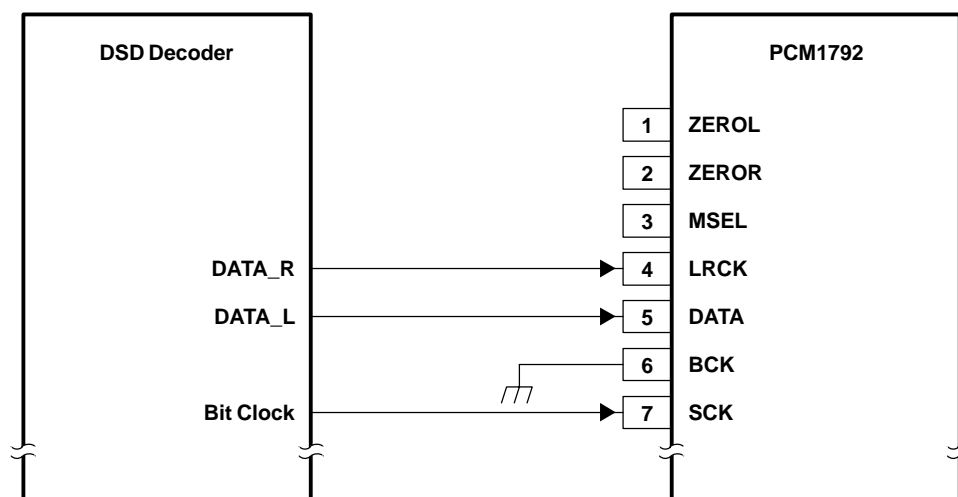 DSD Decoder
PCM1792
1 ZEROL
2 ZEROR
3 MSEL
DATA_R 4 LRCK
DATA_L 5 DATA
6 BCK
Bit Clock 7 SCK